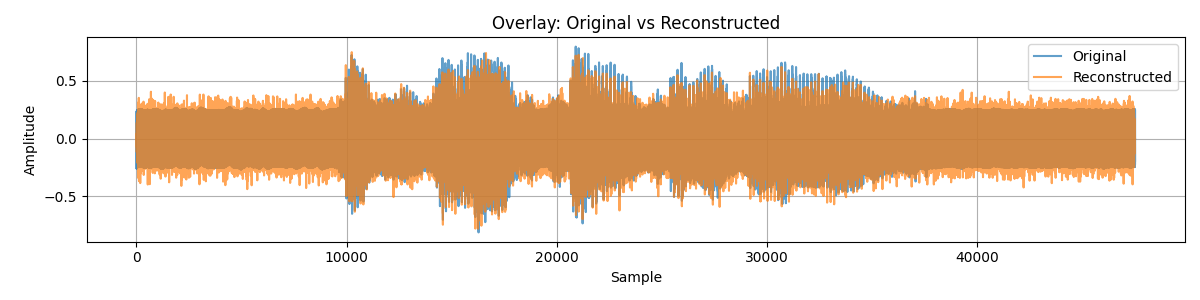 Overlay: Original vs Reconstructed
Original
Reconstructed
Amplitude
0.5
0.0
−0.5
0
10000
20000
30000
40000
Sample